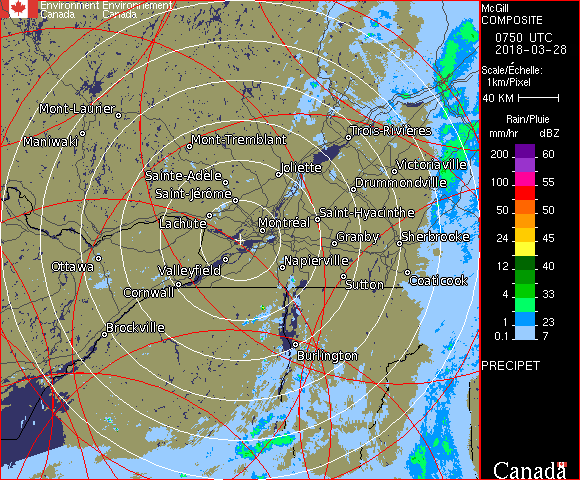 Environment Environnement
Canada Canada
McGill
COMPOSITE
0750 UTC
2018-03-28
Scale/Échelle:
1km/Pixel
40 KM
Rain/Pluie
mm/hr dBZ
200 60
100 55
50 50
24 45
12 40
4 33
1 23
0.1 7
PRECIPET
Canada
Mont-Laurier
Maniwaki
Mont-Tremblant
Trois-Rivières
Joliette
Victoriaville
Sainte-Adèle
Drummondville
Saint-Jérôme
Saint-Hyacinthe
Lachute
Montréal
Granby
Sherbrooke
Ottawa
Valleyfield
Napierville
Coaticook
Sutton
Cornwall
Brockville
Burlington